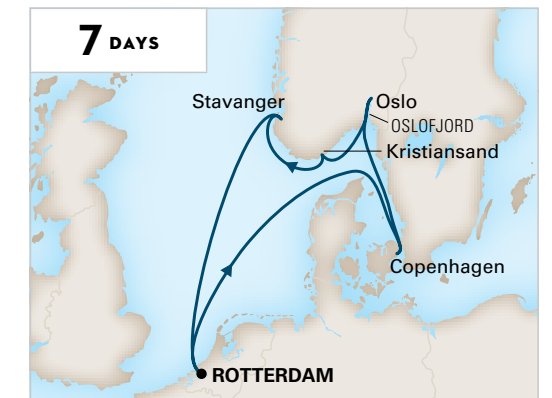 7 DAYS
Stavanger
Oslo
OSLOFJORD
Kristiansand
Copenhagen
ROTTERDAM